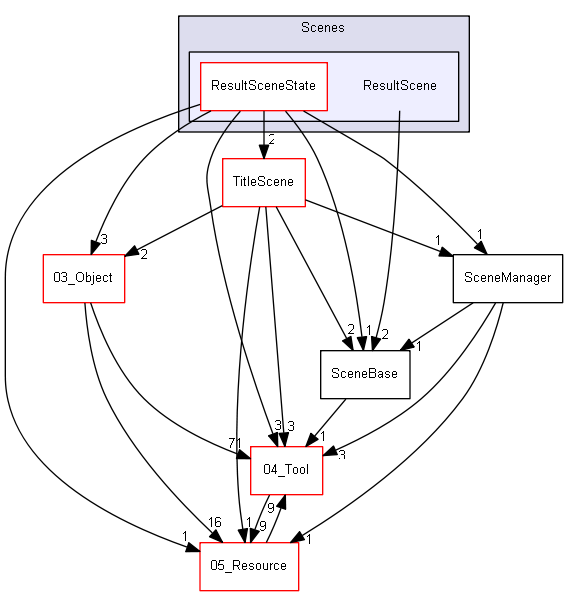 Scenes
ResultSceneState
ResultScene
2
TitleScene
3
2
1
1
03_Object
SceneManager
2
1
2
1
SceneBase
3
3
1
71
.3
04_Tool
9
16
1
9
1
1
05_Resource